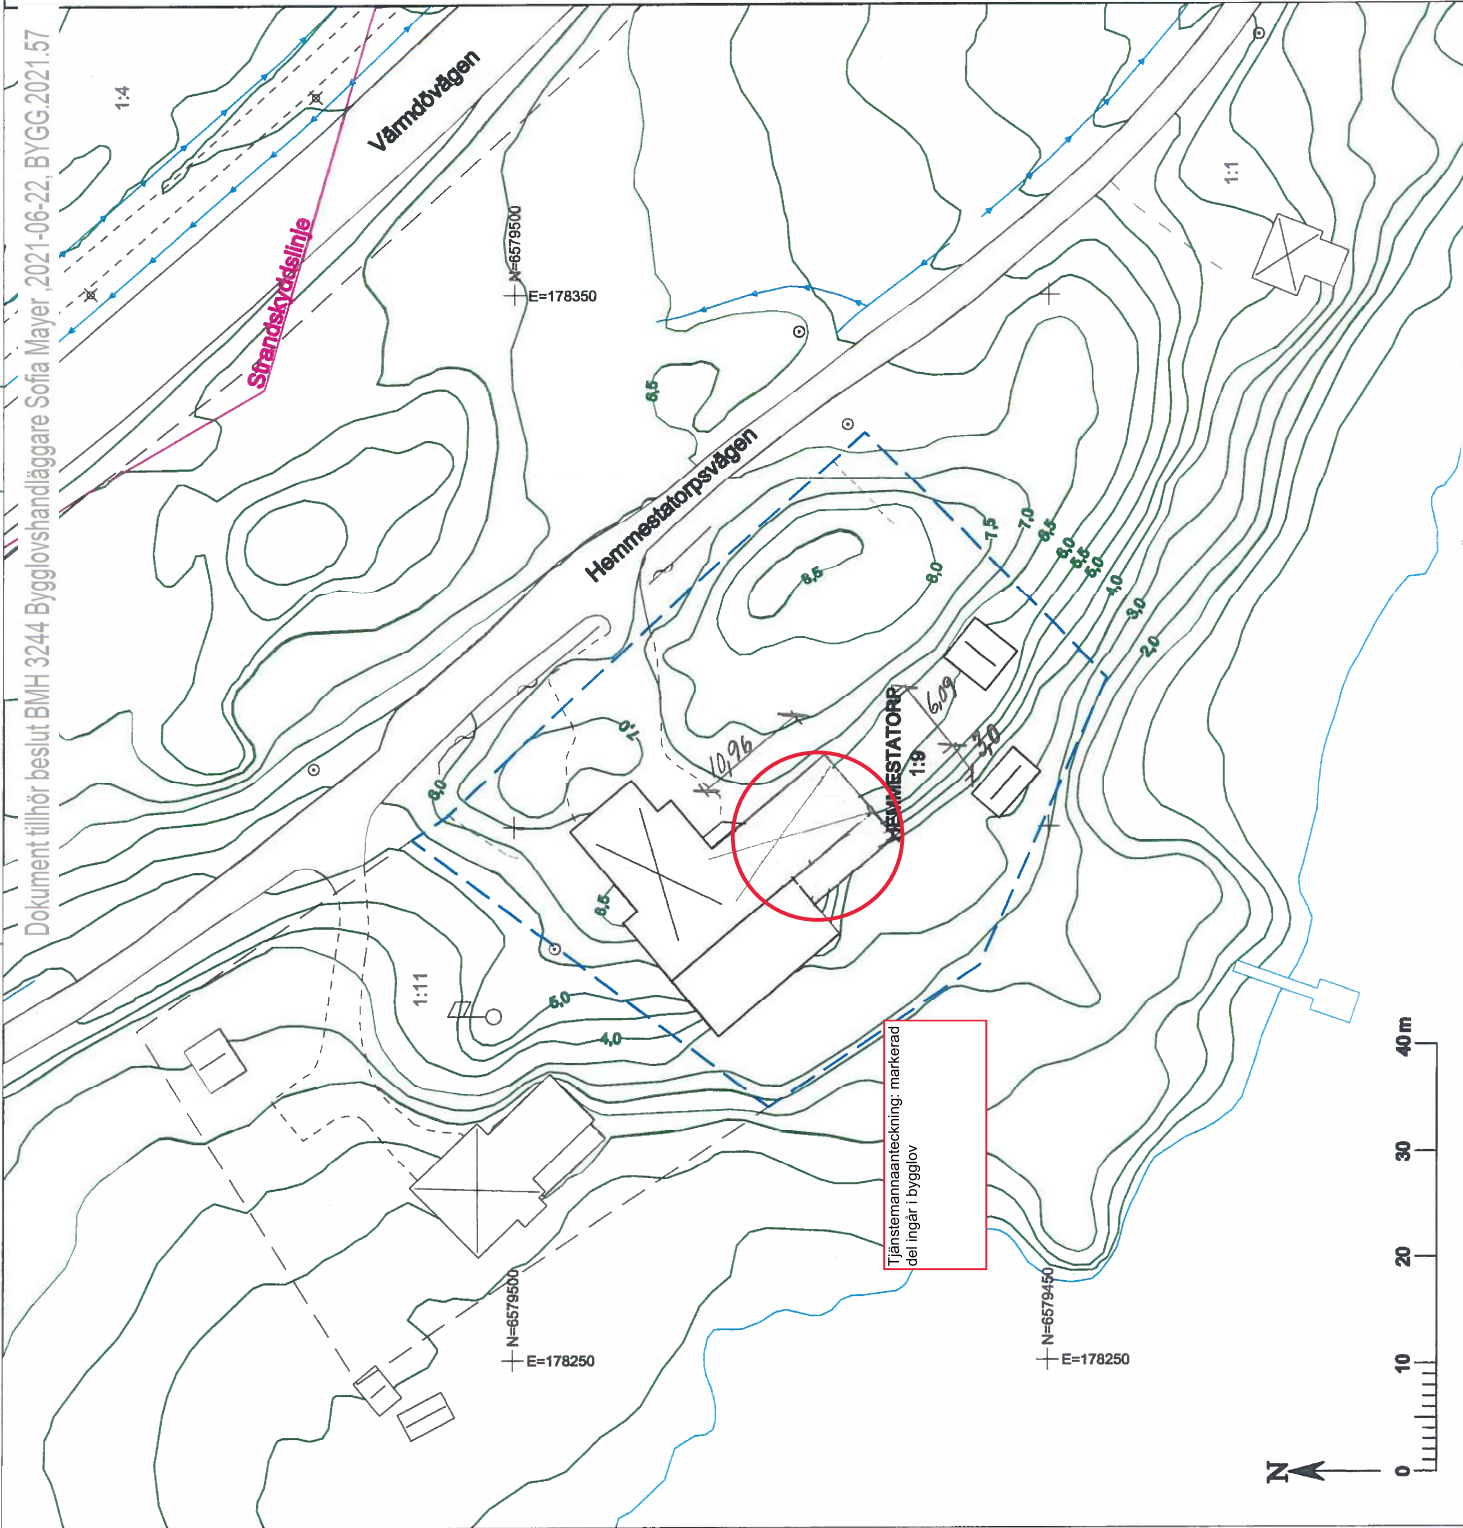 Dokument tillhör beslut BMH 3244 Bygglovshandläggare Sofia Mayer ,2021-06-22, BYGG.2021.57
1:4
Värmdövägen
Strandskyddslinje
N=6579500
E=178350
1:1
6,5
Hemmestatorpsvägen
8,5
8,0
7,5
7,0
6,5
6,0
5,5
5,0
4,0
3,0
2,0
7,0
6,0
10,96
6,09
3,0
HEMMESTATORP
1:9
6,5
5,0
4,0
1:11
Tjänstemannaanteckning: markerad
del ingår i bygglov
N=6579500
E=178250
N=6579450
E=178250
N
0 10 20 30 40m